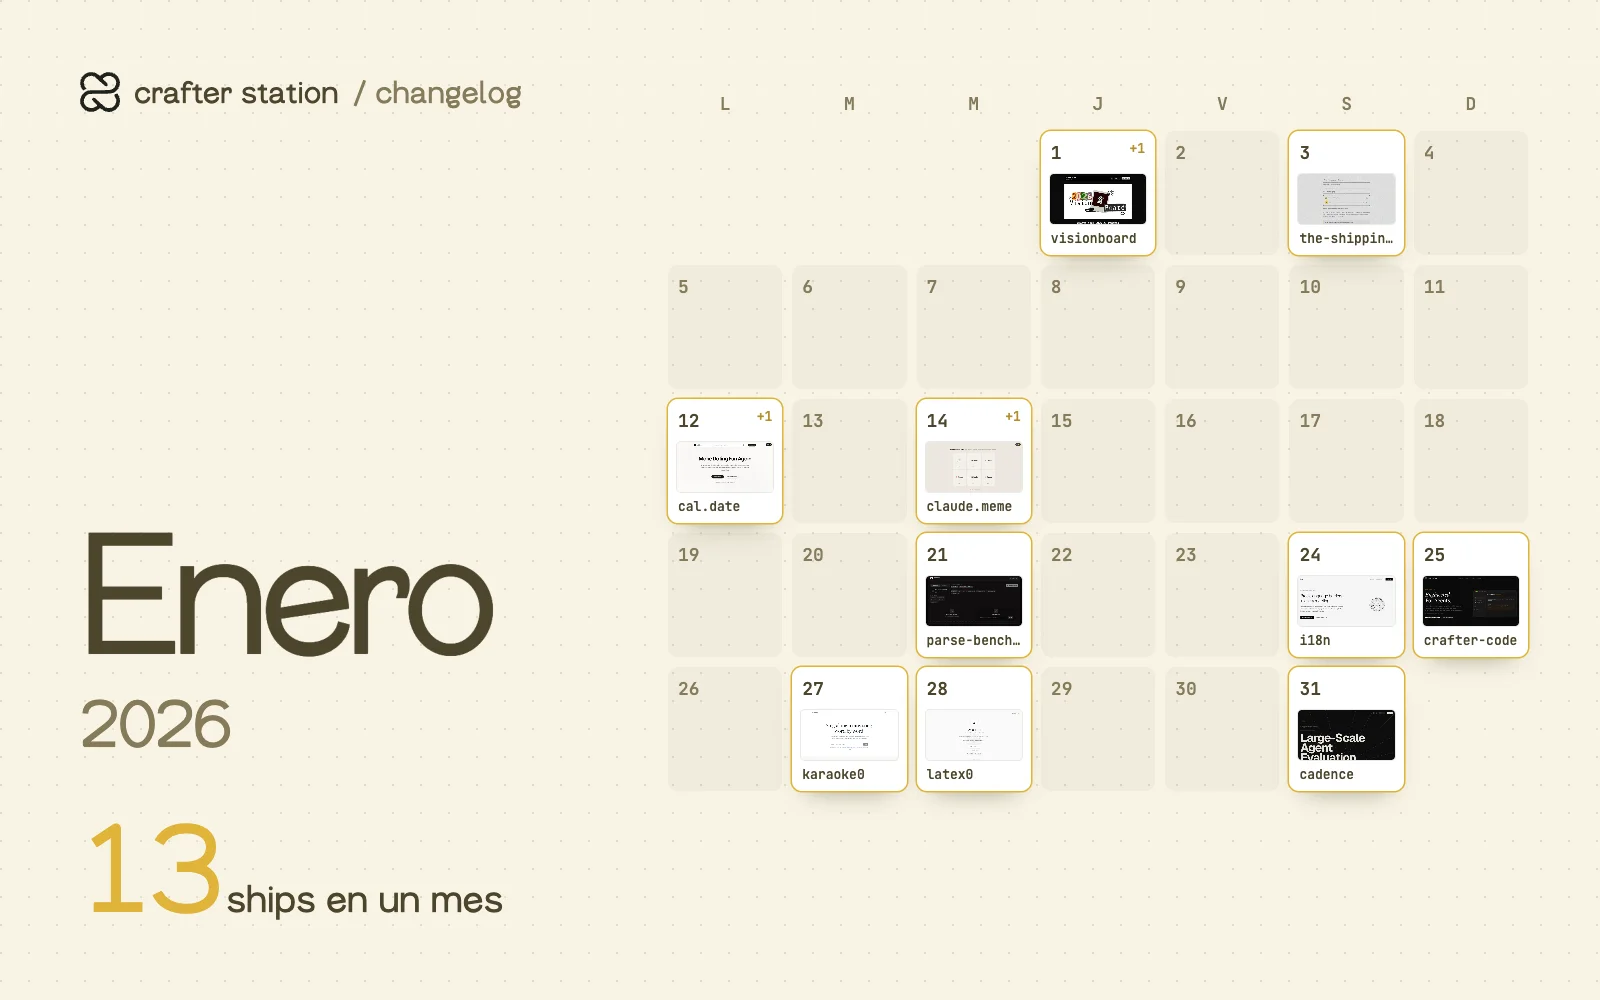 crafter station / changelog
L M M J V S D
1 +1
visionboard
2
3
the-shippin…
4
5 6 7 8 9 10 11
12 +1
cal.date
13
14 +1
claude.meme
15 16 17 18
19 20
21
parse-bench…
22 23
24
i18n
25
crafter-code
26
27
karaoke0
28
latex0
29 30
31
Large-Scale
Agent
Evaluation
cadence
Enero
2026
13 ships en un mes